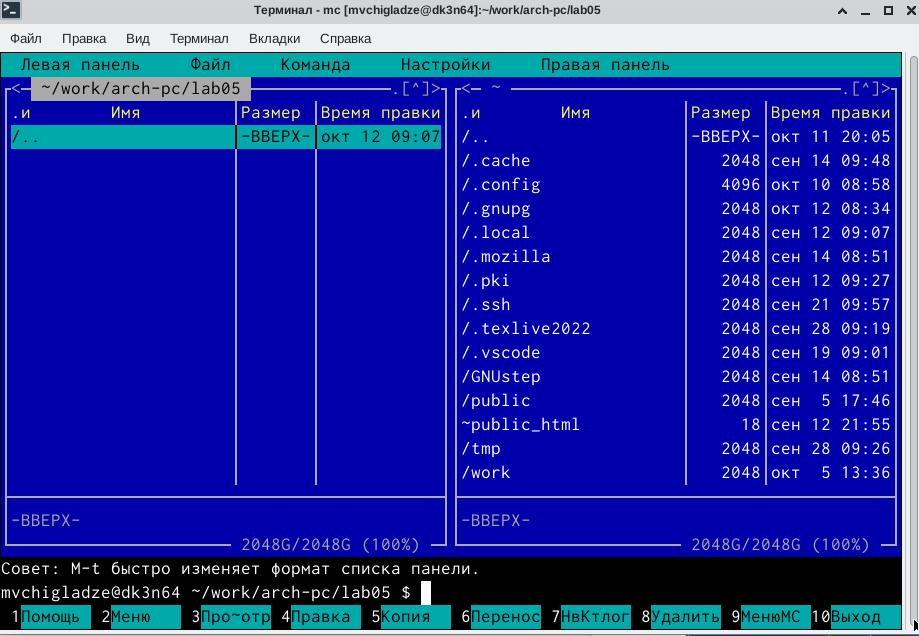 Терминал - mc [mvchigladze@dk3n64]:~/work/arch-pc/lab05
Файл Правка Вид Терминал Вкладки Справка
Левая панель Файл Команда Настройки Правая панель
<─ ~/work/arch-pc/lab05 ─.[^]> <─ ~ ─.[^]>
.и Имя Размер Время правки .и Имя Размер Время правки
/.. -ВВЕРХ- окт 12 09:07 /.. -ВВЕРХ- окт 11 20:05
/.cache 2048 сен 14 09:48
/.config 4096 окт 10 08:58
/.gnupg 2048 окт 12 08:34
/.local 2048 сен 12 09:07
/.mozilla 2048 сен 14 08:51
/.pki 2048 сен 12 09:27
/.ssh 2048 сен 21 09:57
/.texlive2022 2048 сен 28 09:19
/.vscode 2048 сен 19 09:01
/GNUstep 2048 сен 14 08:51
/public 2048 сен 5 17:46
~public_html 18 сен 12 21:55
/tmp 2048 сен 28 09:26
/work 2048 окт 5 13:36
-ВВЕРХ- -ВВЕРХ-
2048G/2048G (100%) 2048G/2048G (100%)
Совет: M-t быстро изменяет формат списка панели.
mvchigladze@dk3n64 ~/work/arch-pc/lab05 $
1Помощь 2Меню 3Про~отр 4Правка 5Копия 6Перенос 7НвКтлог 8Удалить 9МенюMC 10Выход